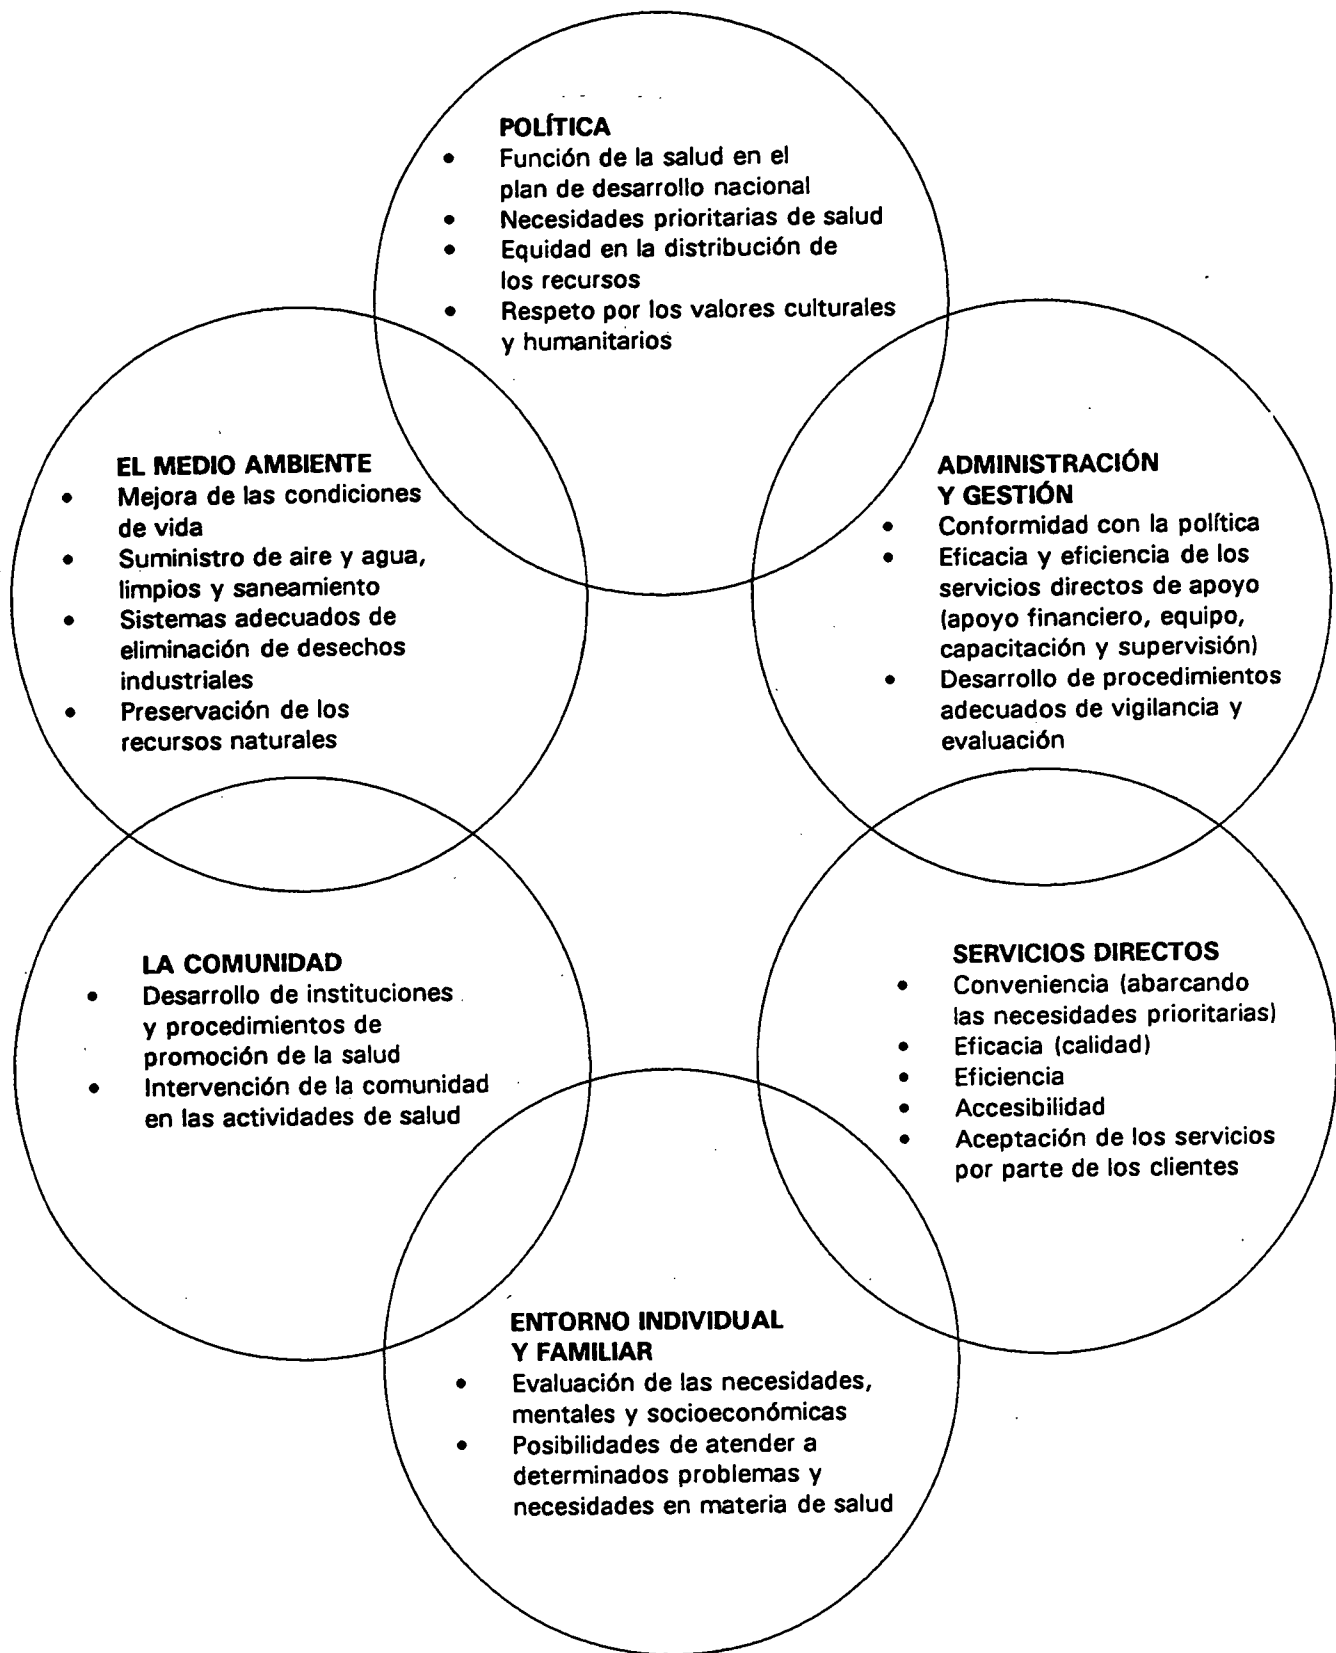 POLÍTICA
• Función de la salud en el
plan de desarrollo nacional
• Necesidades prioritarias de salud
• Equidad en la distribución de
los recursos
• Respeto por los valores culturales
y humanitarios
EL MEDIO AMBIENTE
• Mejora de las condiciones
de vida
• Suministro de aire y agua,
limpios y saneamiento
• Sistemas adecuados de
eliminación de desechos
industriales
• Preservación de los
recursos naturales
ADMINISTRACIÓN
Y GESTIÓN
• Conformidad con la política
• Eficacia y eficiencia de los
servicios directos de apoyo
(apoyo financiero, equipo,
capacitación y supervisión)
• Desarrollo de procedimientos
adecuados de vigilancia y
evaluación
LA COMUNIDAD
• Desarrollo de instituciones
y procedimientos de
promoción de la salud
• Intervención de la comunidad
en las actividades de salud
SERVICIOS DIRECTOS
• Conveniencia (abarcando
las necesidades prioritarias)
• Eficacia (calidad)
• Eficiencia
• Accesibilidad
• Aceptación de los servicios
por parte de los clientes
ENTORNO INDIVIDUAL
Y FAMILIAR
• Evaluación de las necesidades,
mentales y socioeconómicas
• Posibilidades de atender a
determinados problemas y
necesidades en materia de salud